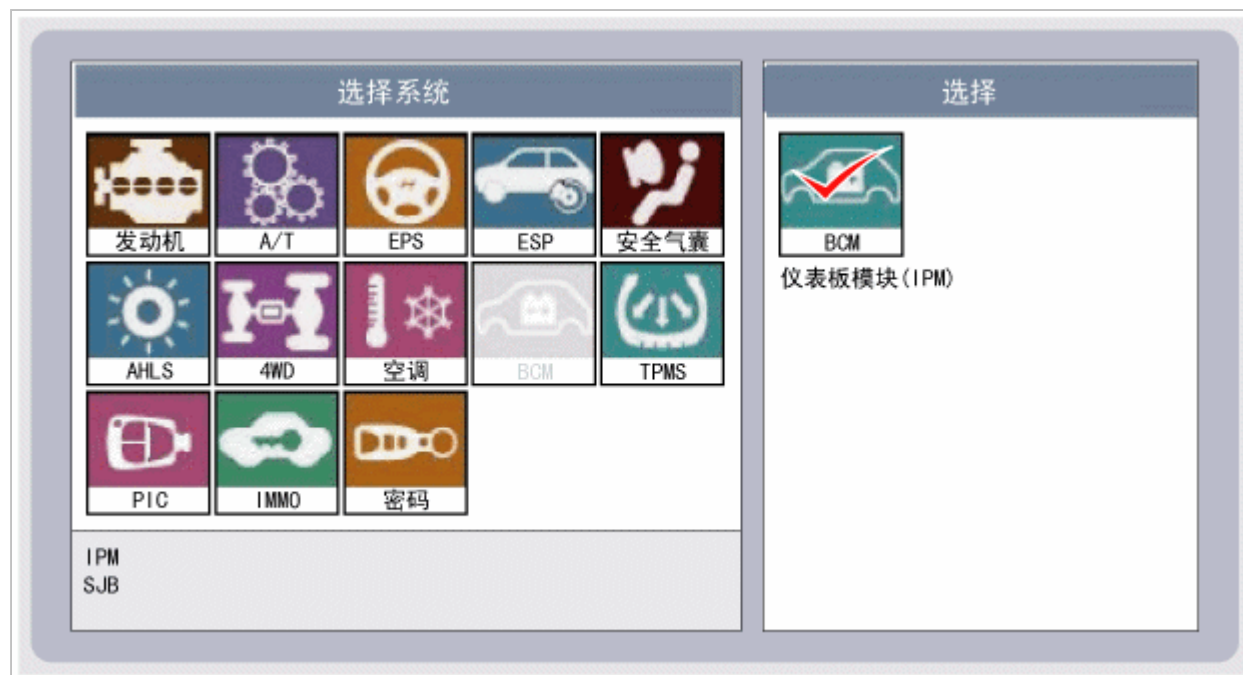 选择系统
发动机 A/T EPS ESP 安全气囊
AHLS 4WD 空调 BCM TPMS
PIC IMMO 密码
IPM
SJB
选择
BCM
仪表板模块(IPM)